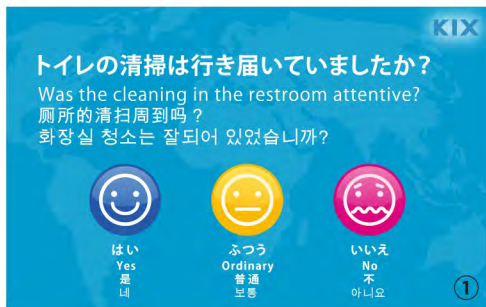 KIX
トイレの清掃は行き届いていましたか?
Was the cleaning in the restroom attentive?
厕所的清扫周到吗?
화장실 청소는 잘되어 있었습니까?
はい
Yes
是
네
ふつう
Ordinary
普通
보통
いいえ
No
不
아니요
①